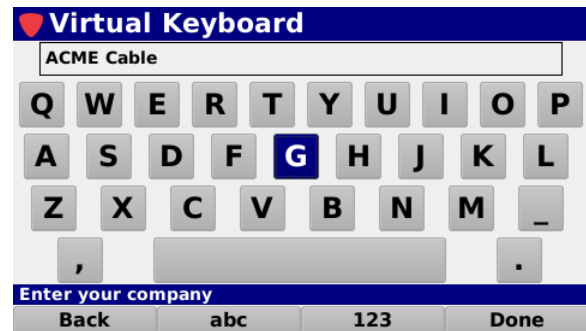 Virtual Keyboard
ACME Cable
Q W E R T Y U I O P
A S D F G H J K L
Z X C V B N M _
, .
Enter your company
Back abc 123 Done